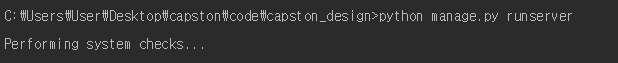 C:₩Users₩User₩Desktop₩capston₩code₩capston_design>python manage.py runserver
Performing system checks...